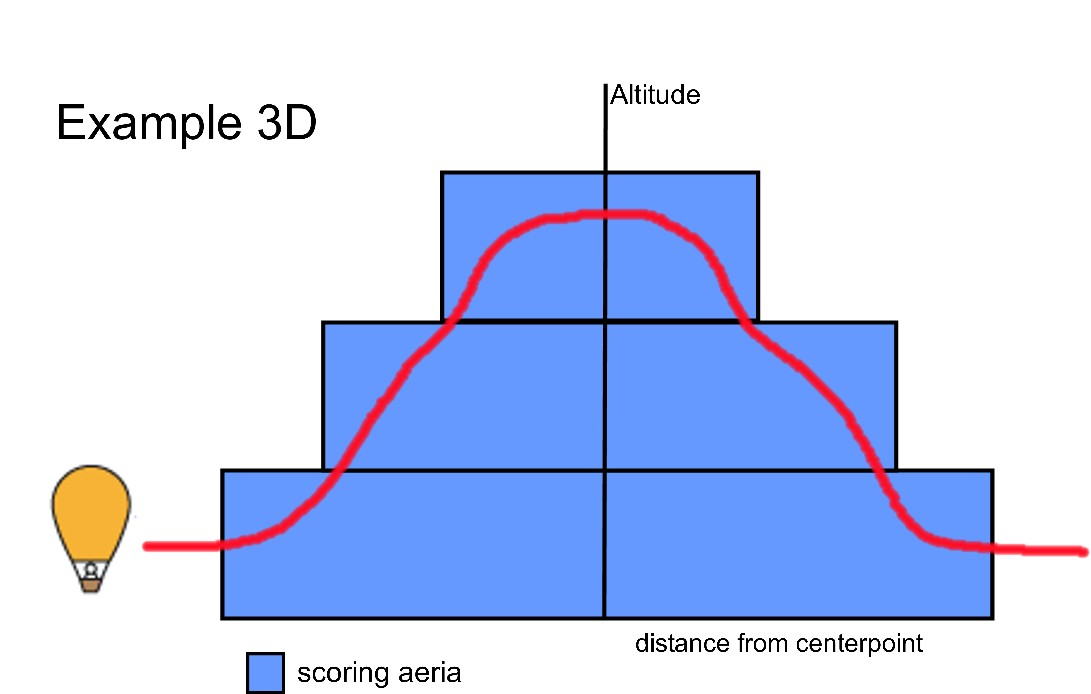 Altitude
Example 3D
distance from centerpoint
scoring aeria